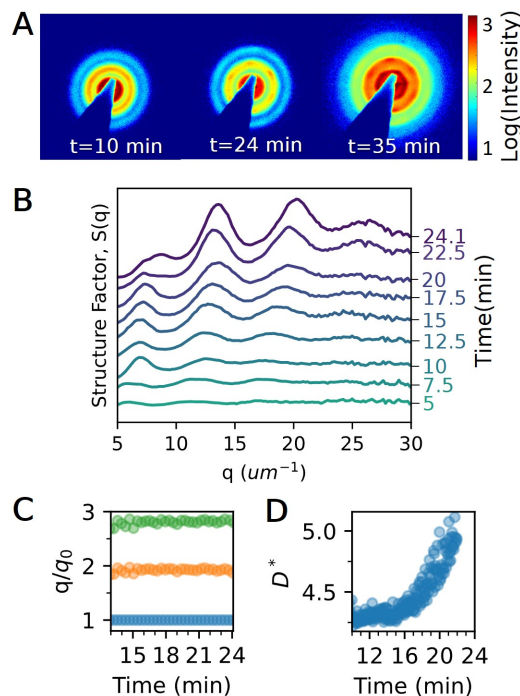 A
t=10 min
t=24 min
t=35 min
3
2
1
Log(Intensity)
B
Structure Factor, S(q)
24.1
22.5
20
17.5
15
12.5
10
7.5
5
Time(min)
5 10 15 20 25 30
q (um⁻¹)
C
q/q₀
3
2
1
15 18 21 24
Time (min)
D
D*
5.0
4.5
12 16 20 24
Time (min)